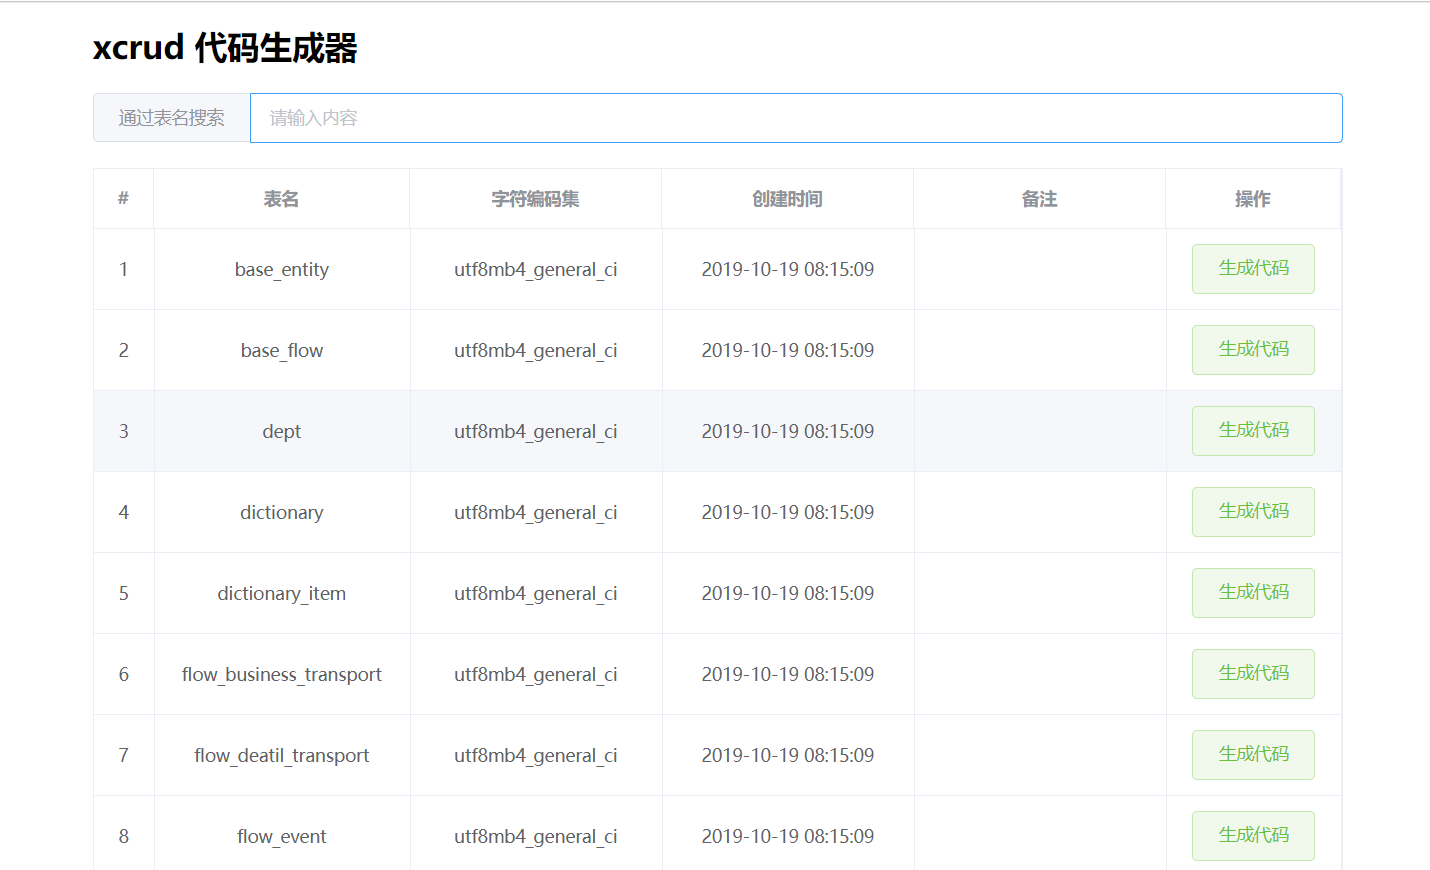 xcrud 代码生成器
通过表名搜索 请输入内容
# 表名 字符编码集 创建时间 备注 操作
1 base_entity utf8mb4_general_ci 2019-10-19 08:15:09 生成代码
2 base_flow utf8mb4_general_ci 2019-10-19 08:15:09 生成代码
3 dept utf8mb4_general_ci 2019-10-19 08:15:09 生成代码
4 dictionary utf8mb4_general_ci 2019-10-19 08:15:09 生成代码
5 dictionary_item utf8mb4_general_ci 2019-10-19 08:15:09 生成代码
6 flow_business_transport utf8mb4_general_ci 2019-10-19 08:15:09 生成代码
7 flow_deatil_transport utf8mb4_general_ci 2019-10-19 08:15:09 生成代码
8 flow_event utf8mb4_general_ci 2019-10-19 08:15:09 生成代码